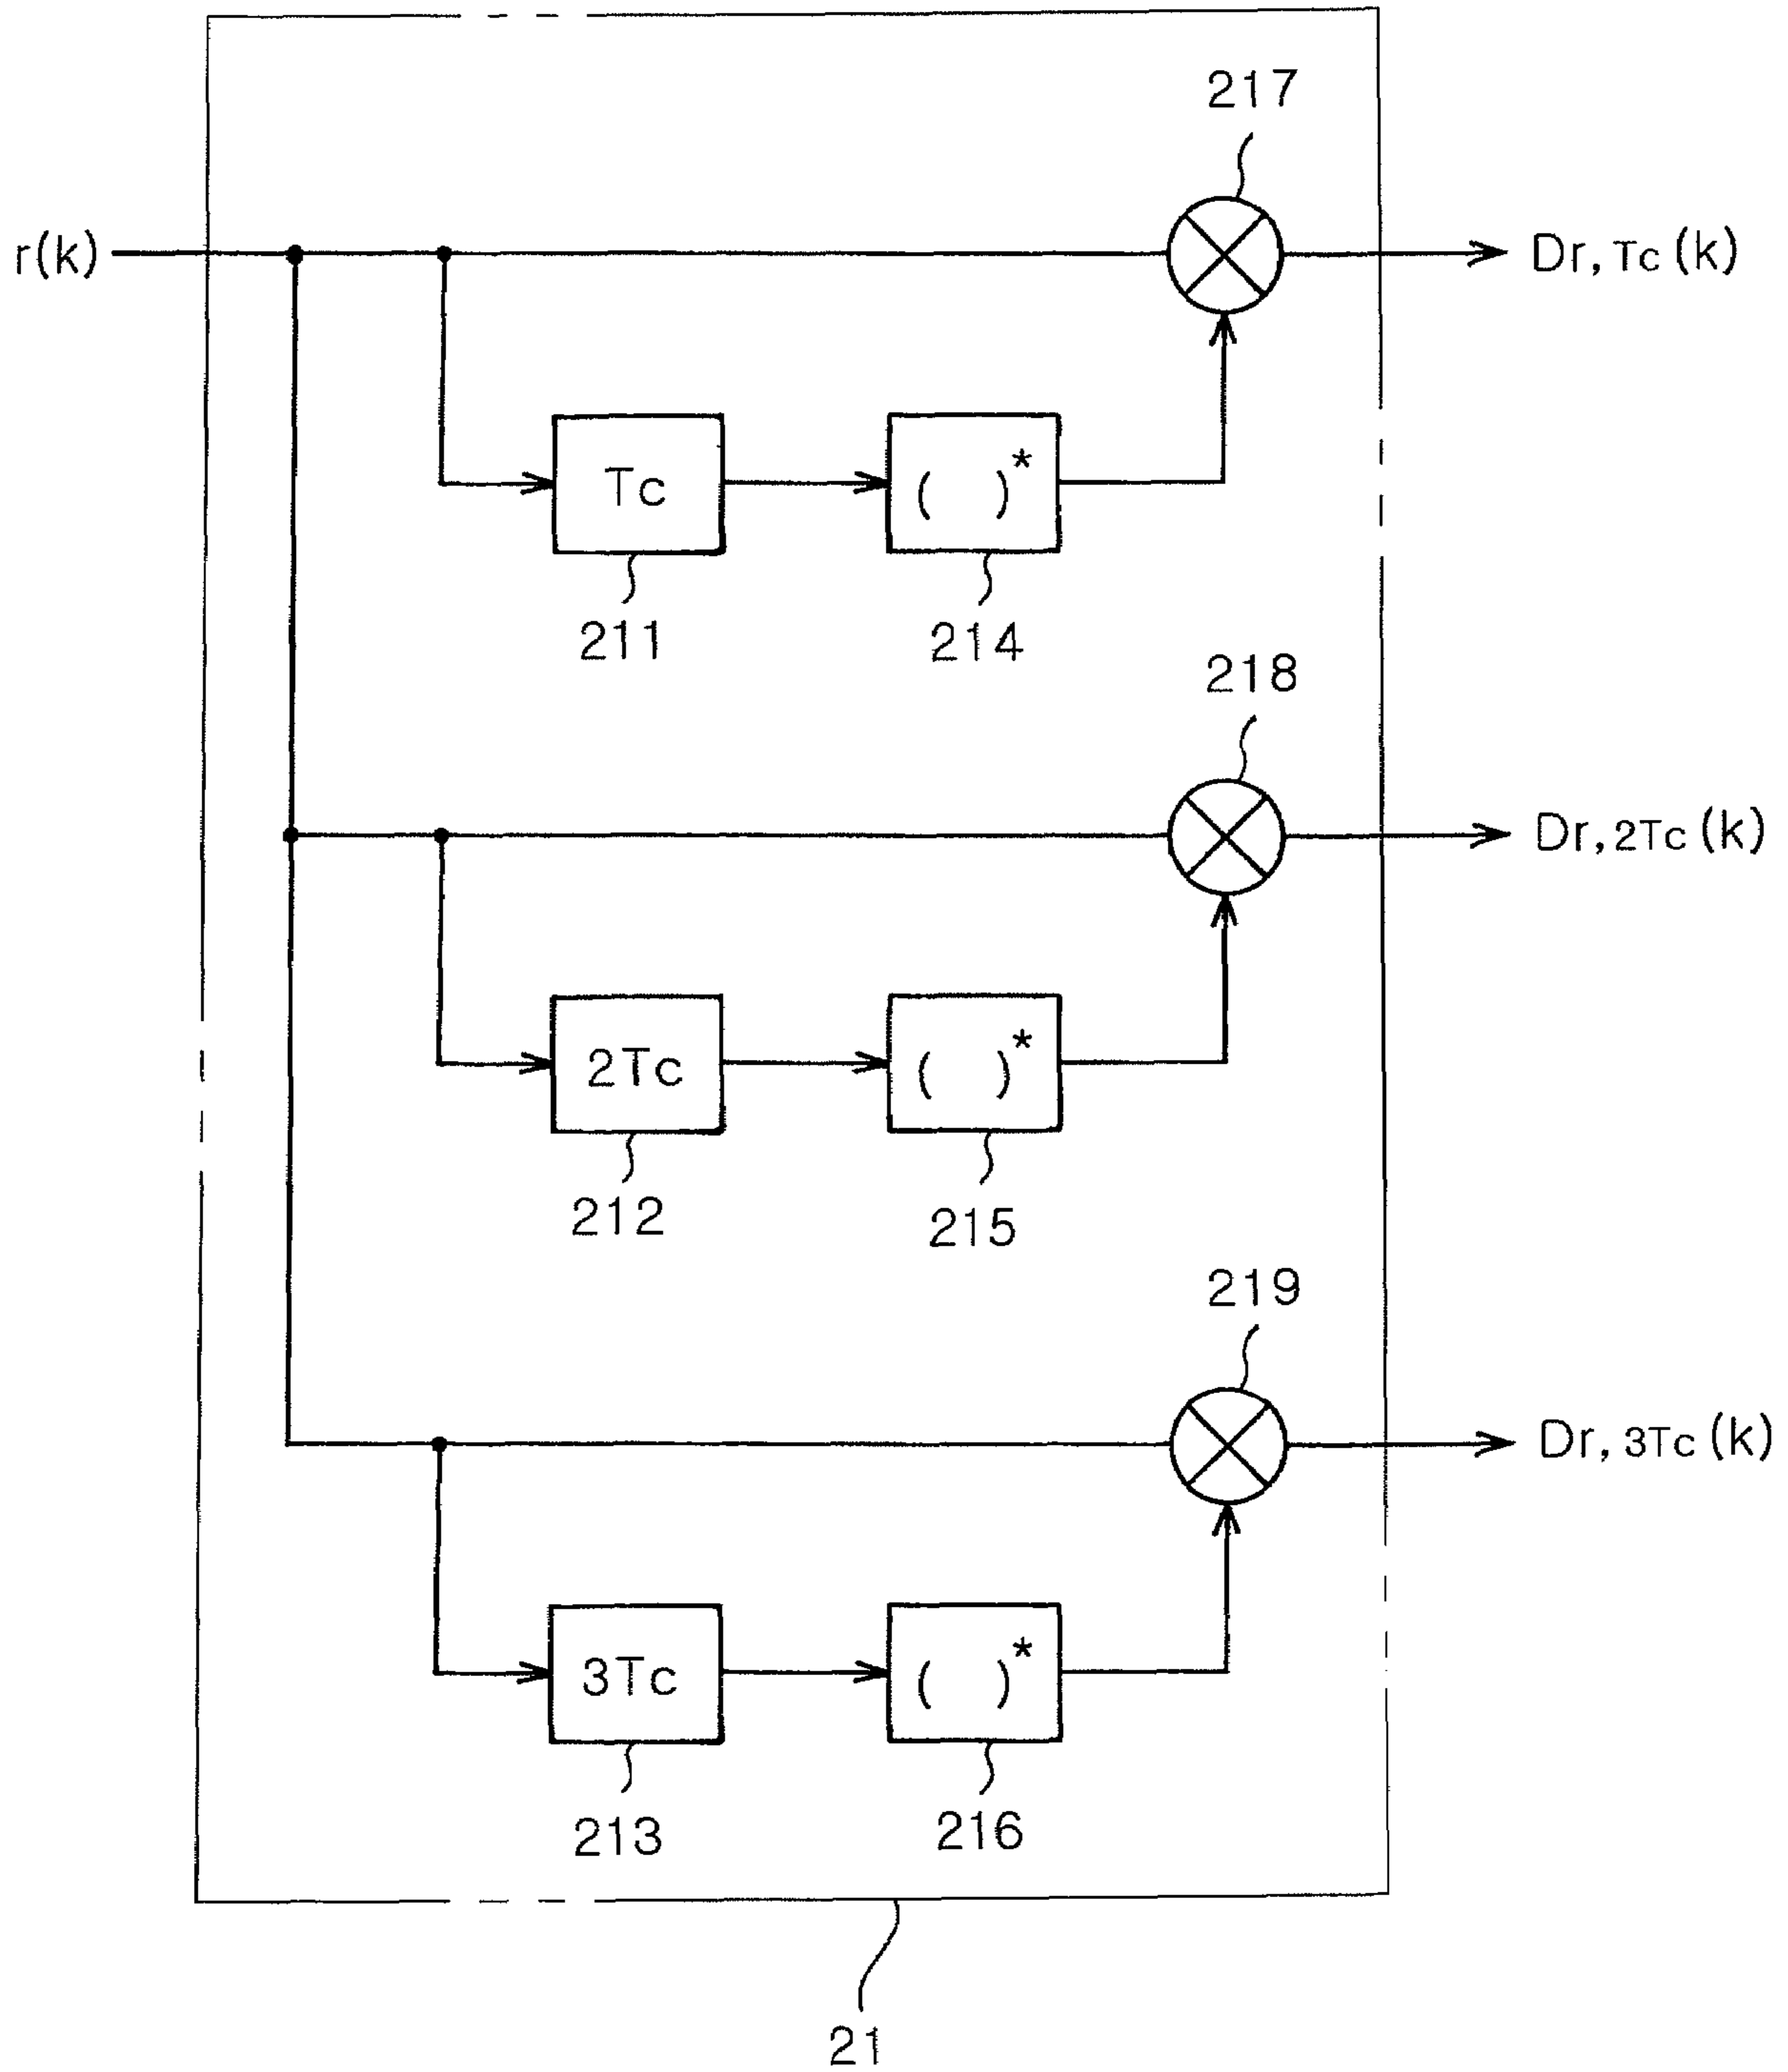 217
r(k)
Dr, Tc (k)
Tc
( )*
211
214
218
Dr, 2Tc (k)
2Tc
( )*
212
215
219
Dr, 3Tc (k)
3Tc
( )*
213
216
21